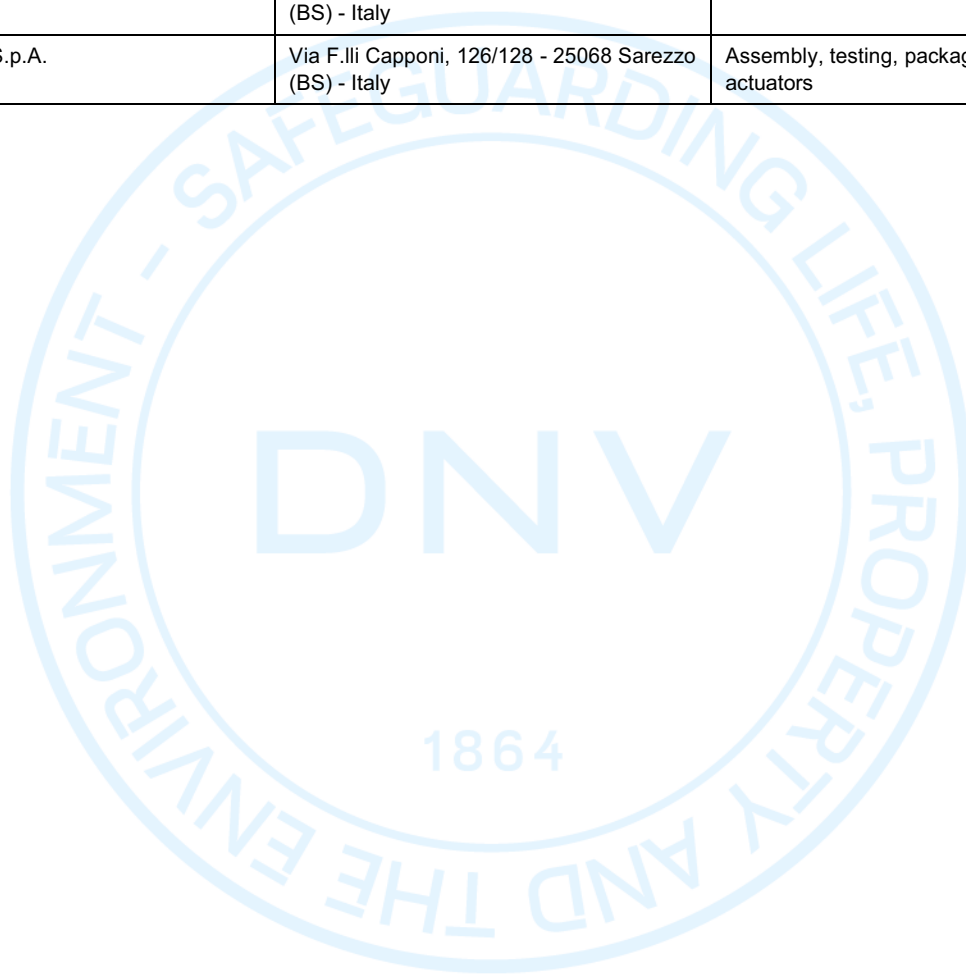 (BS) - Italy
S.p.A. Via F.lli Capponi, 126/128 - 25068 Sarezzo Assembly, testing,
(BS) - Italy actuators
SAFEGUARDING LIFE, PROPERTY AND THE ENVIRONMENT -
DNV
1864